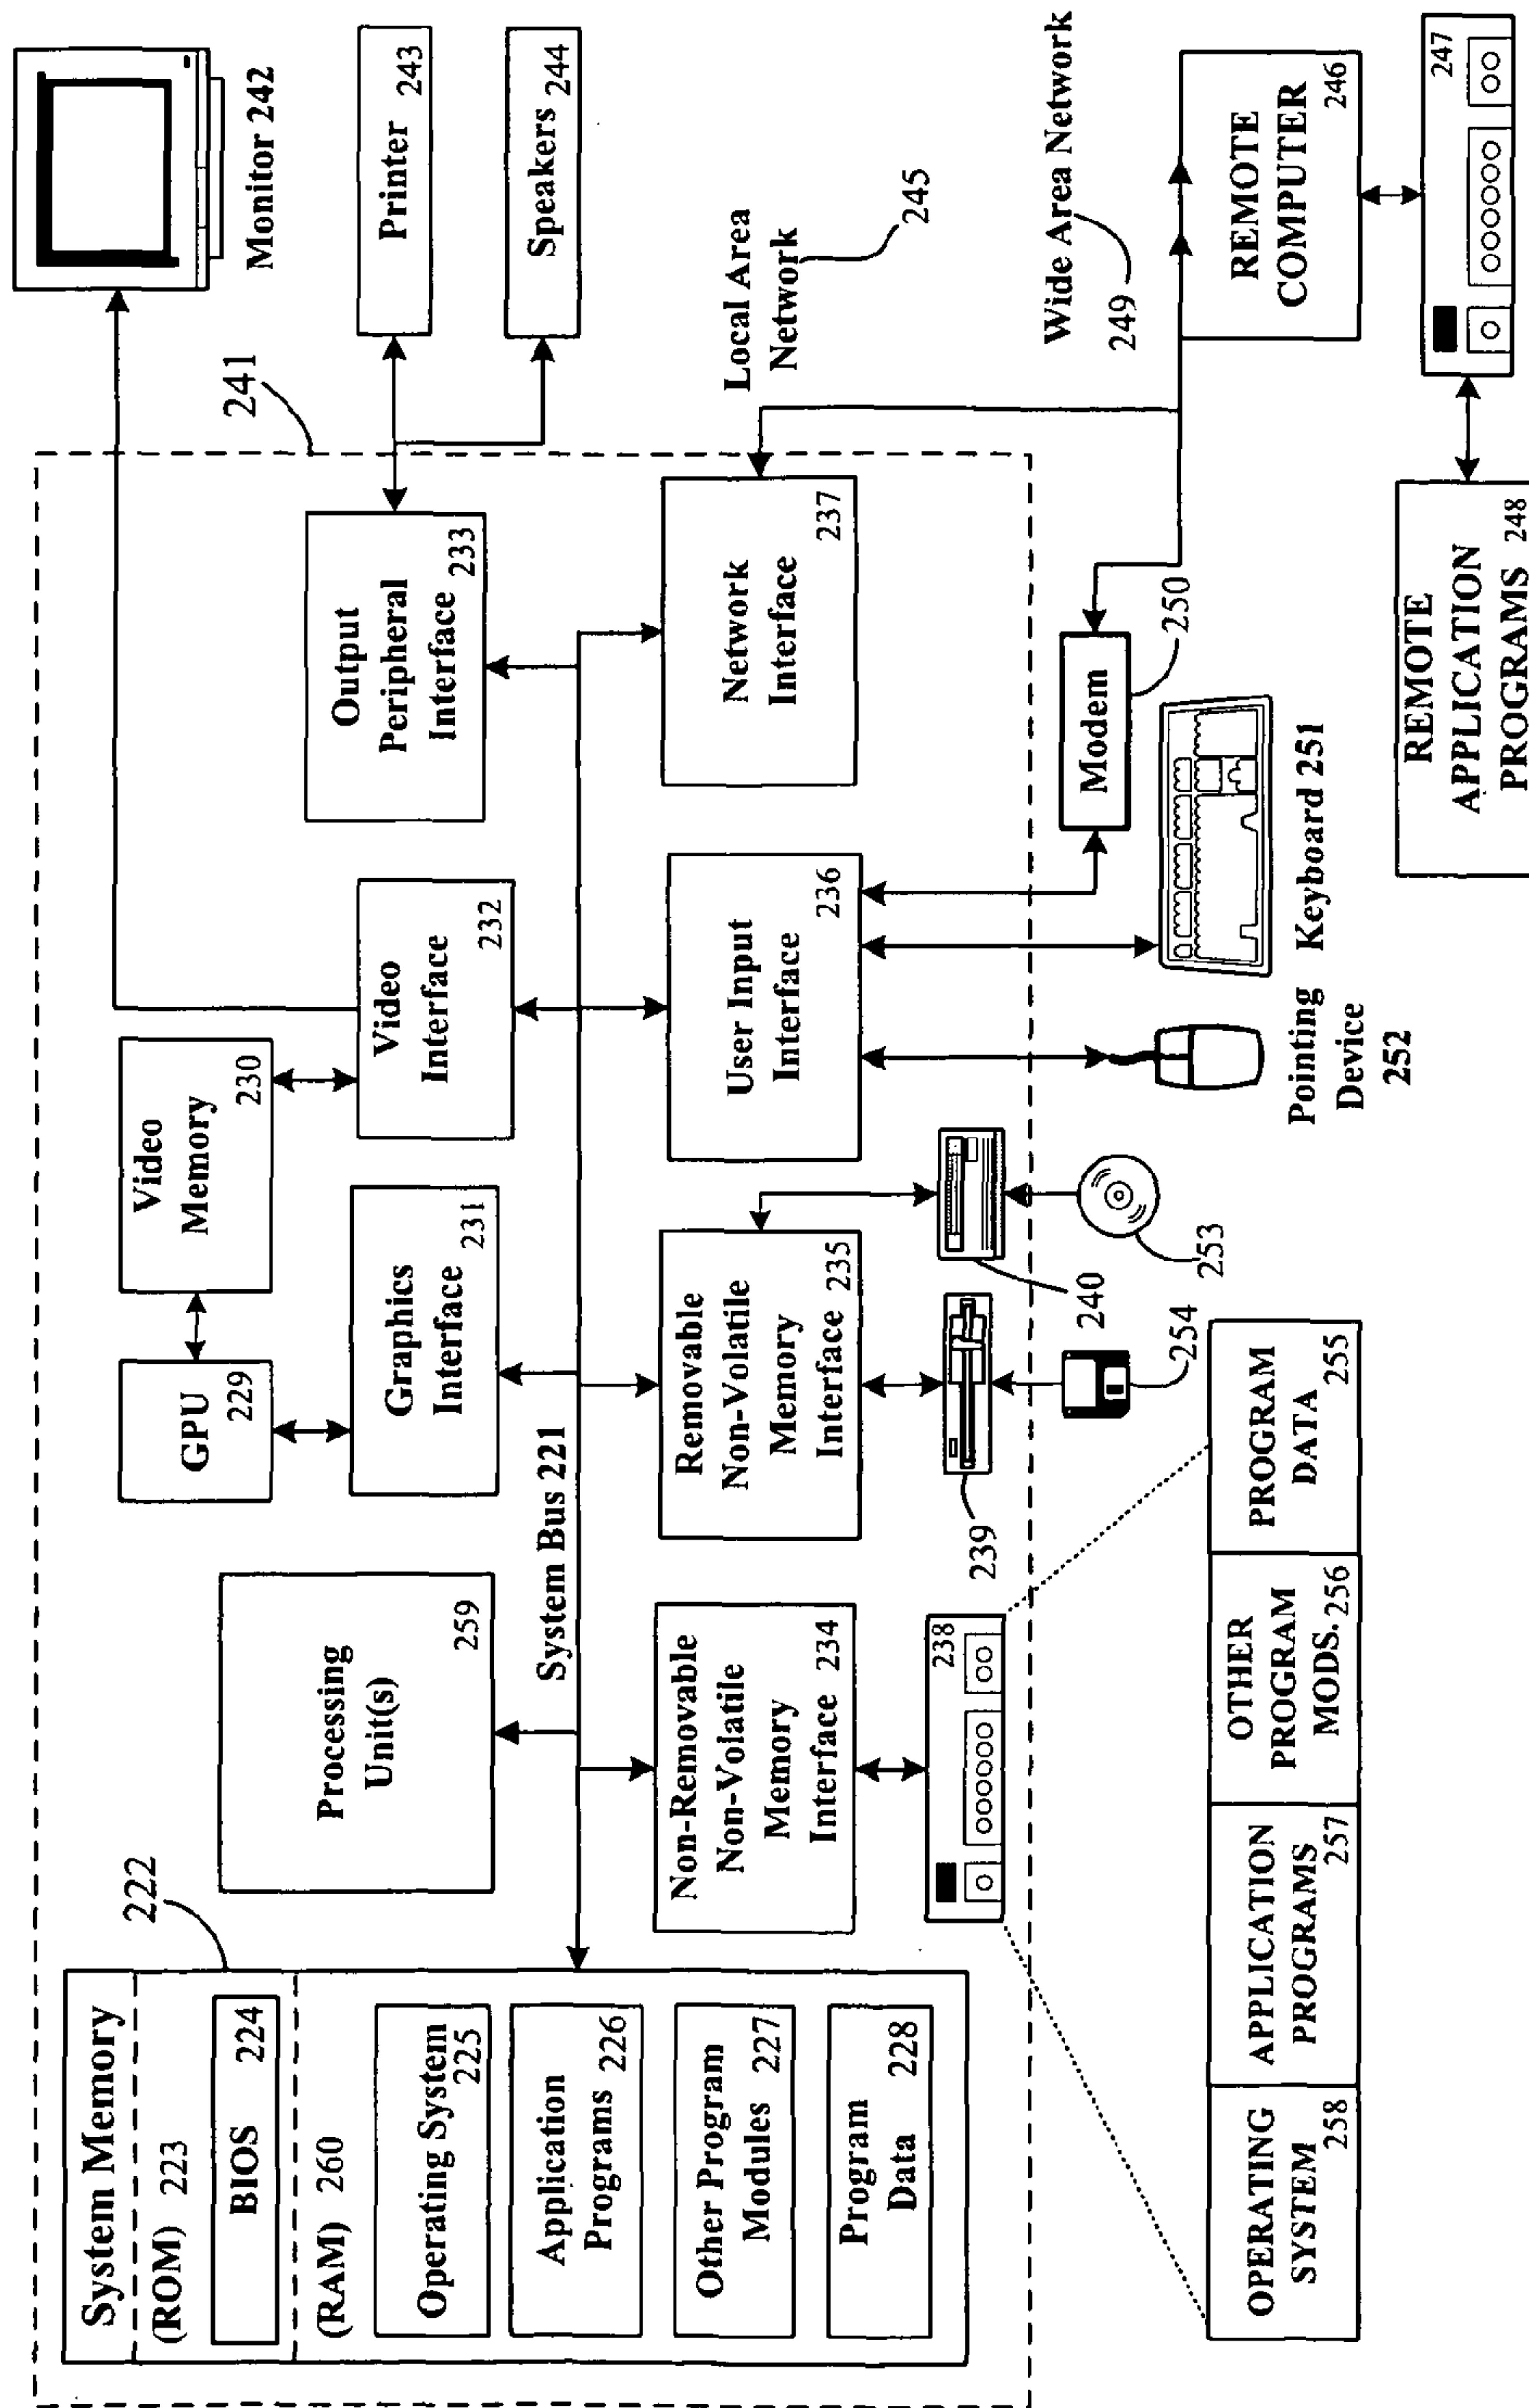 System Memory
(ROM) 223
BIOS 224
(RAM) 260
Operating System
225
Application
Programs 226
Other Program
Modules 227
Program
Data 228
222
Processing
Unit(s)
259
System Bus 221
GPU
229
Video
Memory
230
Graphics
Interface
231
Video
Interface
232
Output
Peripheral
Interface
233
241
Monitor 242
Printer
243
Speakers
244
Non-Removable
Non-Volatile
Memory
Interface 234
Removable
Non-Volatile
Memory
Interface 235
User Input
Interface
236
Network
Interface
237
Local Area
Network
245
238
239
240
253
254
Modem
250
Wide Area Network
249
Pointing
Device
252
Keyboard 251
REMOTE
COMPUTER
246
247
REMOTE
APPLICATION
PROGRAMS 248
OPERATING
SYSTEM
258
APPLICATION
PROGRAMS
257
OTHER
PROGRAM
MODS. 256
PROGRAM
DATA
255